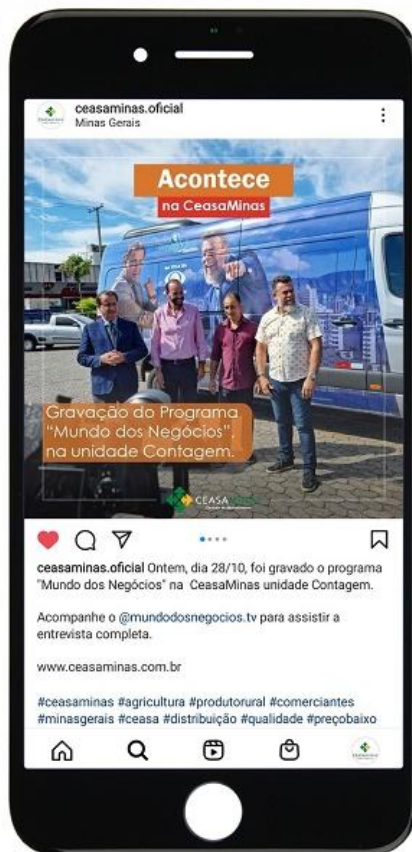 ceasaminas.oficial
Minas Gerais
Acontece
na CeasaMinas
Gravação do Programa
“Mundo dos Negócios”,
na unidade Contagem.
CEASAMINAS
ceasaminas.oficial Ontem, dia 28/10, foi gravado o programa
"Mundo dos Negócios" na CeasaMinas unidade Contagem.
Acompanhe o @mundodosnegocios.tv para assistir a
entrevista completa.
www.ceasaminas.com.br
#ceasaminas #agricultura #produtorural #comerciantes
#minasgerais #ceasa #distribuição #qualidade #preçobaixo